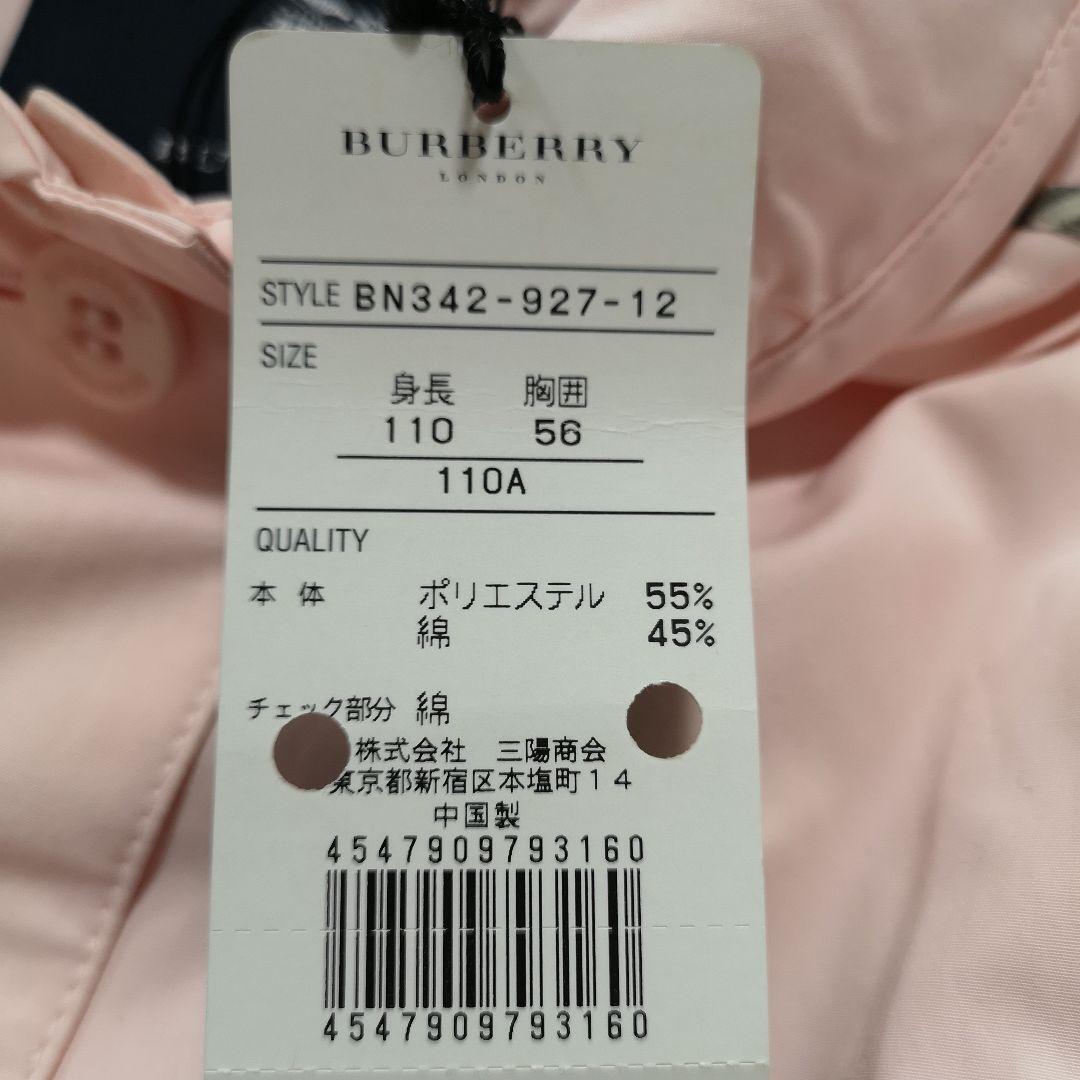 BURBERRY
LONDON
STYLE BN342-927-12
SIZE
身長 胸囲
110 56
110A
QUALITY
本体 ポリエステル 55%
綿 45%
チェック部分 綿
株式会社 三陽商会
東京都新宿区本塩町14
中国製
4547909793160
4547909793160